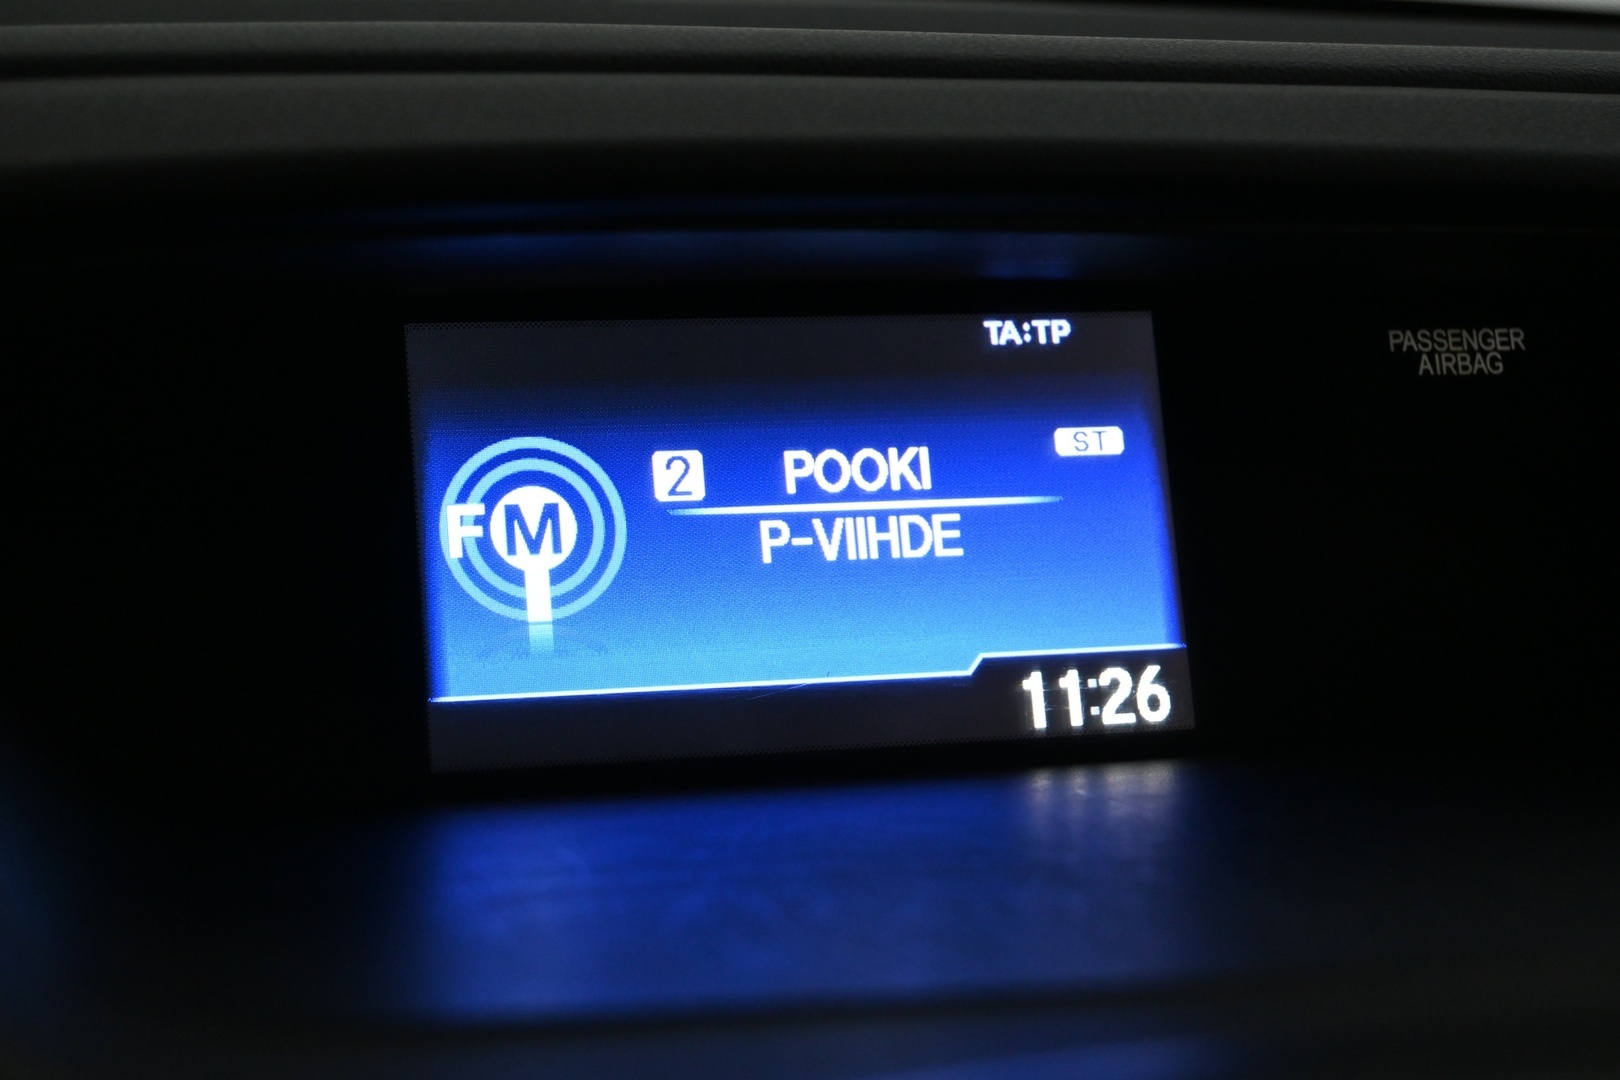 TA:TP
PASSENGER
AIRBAG
ST
2 POOKI
FM
P-VIIHDE
11:26